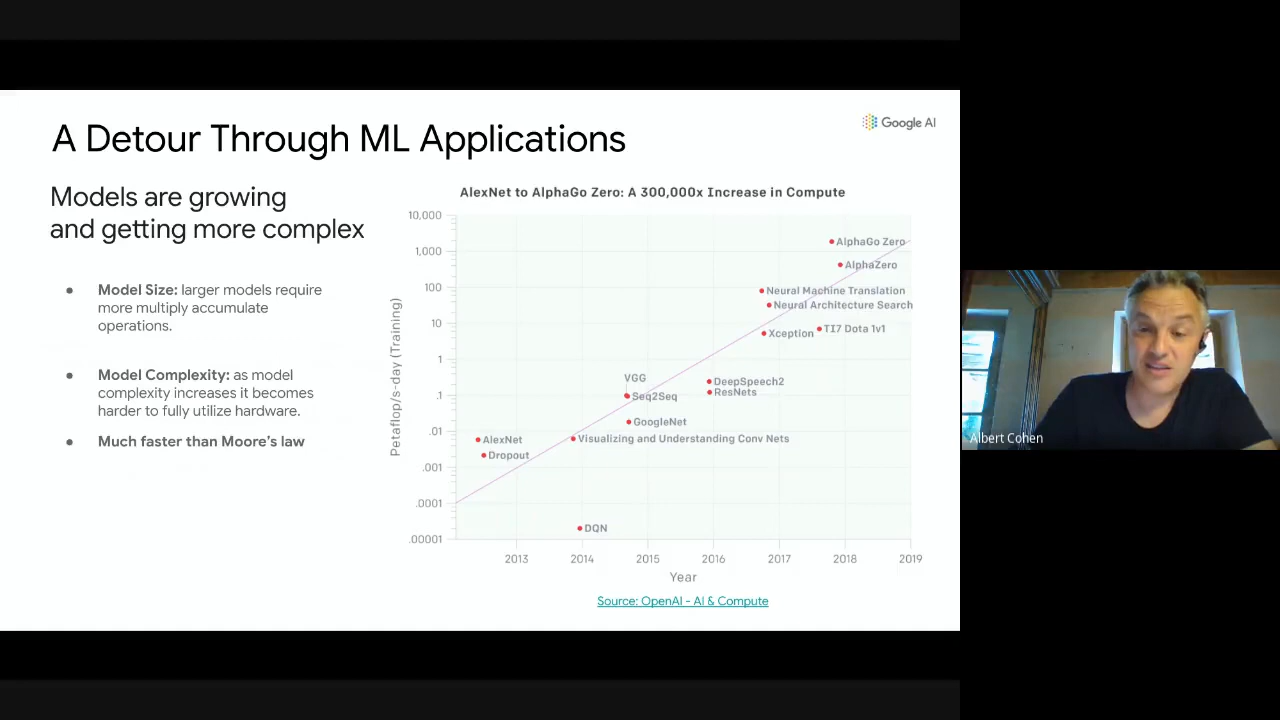 A Detour Through ML Applications
Google AI
Models are growing
and getting more complex
● Model Size: larger models require
more multiply accumulate
operations.
● Model Complexity: as model
complexity increases it becomes
harder to fully utilize hardware.
● Much faster than Moore's law
AlexNet to AlphaGo Zero: A 300,000x Increase in Compute
Petaflop/s-day (Training)
10,000
1,000
100
10
1
.1
.01
.001
.0001
.00001
AlphaGo Zero
AlphaZero
Neural Machine Translation
Neural Architecture Search
Xception
TI7 Dota 1v1
VGG
Seq2Seq
DeepSpeech2
ResNets
GoogleNet
AlexNet
Visualizing and Understanding Conv Nets
Dropout
DQN
2013 2014 2015 2016 2017 2018 2019
Year
Source: OpenAI - AI & Compute
Albert Cohen